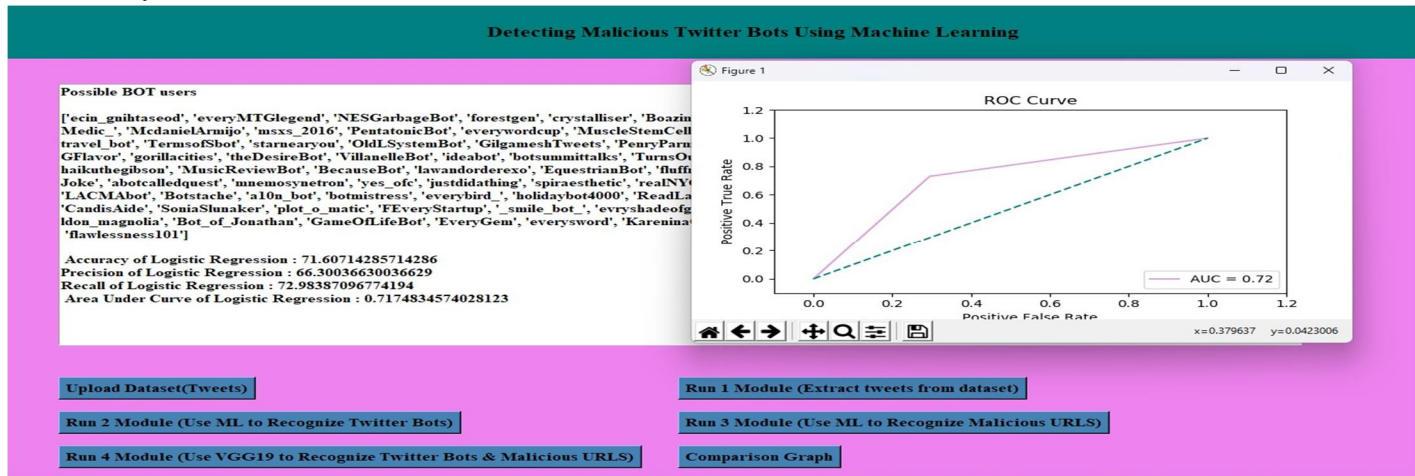 Detecting Malicious Twitter Bots Using Machine Learning
Possible BOT users
['ecin_gnihtaseod', 'everyMTGlegend', 'NESGarbageBot', 'forestgen', 'crystalliser',
Medic_', 'McdanielArmijo', 'msxs_2016', 'PentatonicBot', 'everywordcup',
travel_bot', 'TermsofSbot', 'starnearyou', 'OldLSystemBot', 'GilgameshTweets',
GFlavor', 'gorillacities', 'theDesireBot', 'VillanelleBot', 'ideabot', 'botsummittalks',
haikuthegibson', 'MusicReviewBot', 'BecauseBot', 'lawandorderexo', 'EquestrianBot',
Joke', 'abotcalledquest', 'mnemosynetron', 'yes_ofc', 'justdidathing', 'spiraesthetic',
'LACMAbot', 'Botstache', 'a10n_bot', 'botmistress', 'everybird_', 'holidaybot4000',
'CandisAide', 'SoniaSlunaker', 'plot_o_matic', 'FEveryStartup', '_smile_bot_',
ldon_magnolia', 'Bot_of_Jonathan', 'GameOfLifeBot', 'EveryGem', 'everysword',
'flawlessness101']
Accuracy of Logistic Regression : 71.60714285714286
Precision of Logistic Regression : 66.30036630036629
Recall of Logistic Regression : 72.98387096774194
Area Under Curve of Logistic Regression : 0.7174834574028123
Figure 1
ROC Curve
1.2
1.0
0.8
0.6
0.4
0.2
0.0
Positive True Rate
AUC = 0.72
0.0 0.2 0.4 0.6 0.8 1.0 1.2
Positive False Rate
x=0.379637 y=0.0423006
Upload Dataset(Tweets)
Run 1 Module (Extract tweets from dataset)
Run 2 Module (Use ML to Recognize Twitter Bots)
Run 3 Module (Use ML to Recognize Malicious URLS)
Run 4 Module (Use VGG19 to Recognize Twitter Bots & Malicious URLS)
Comparison Graph